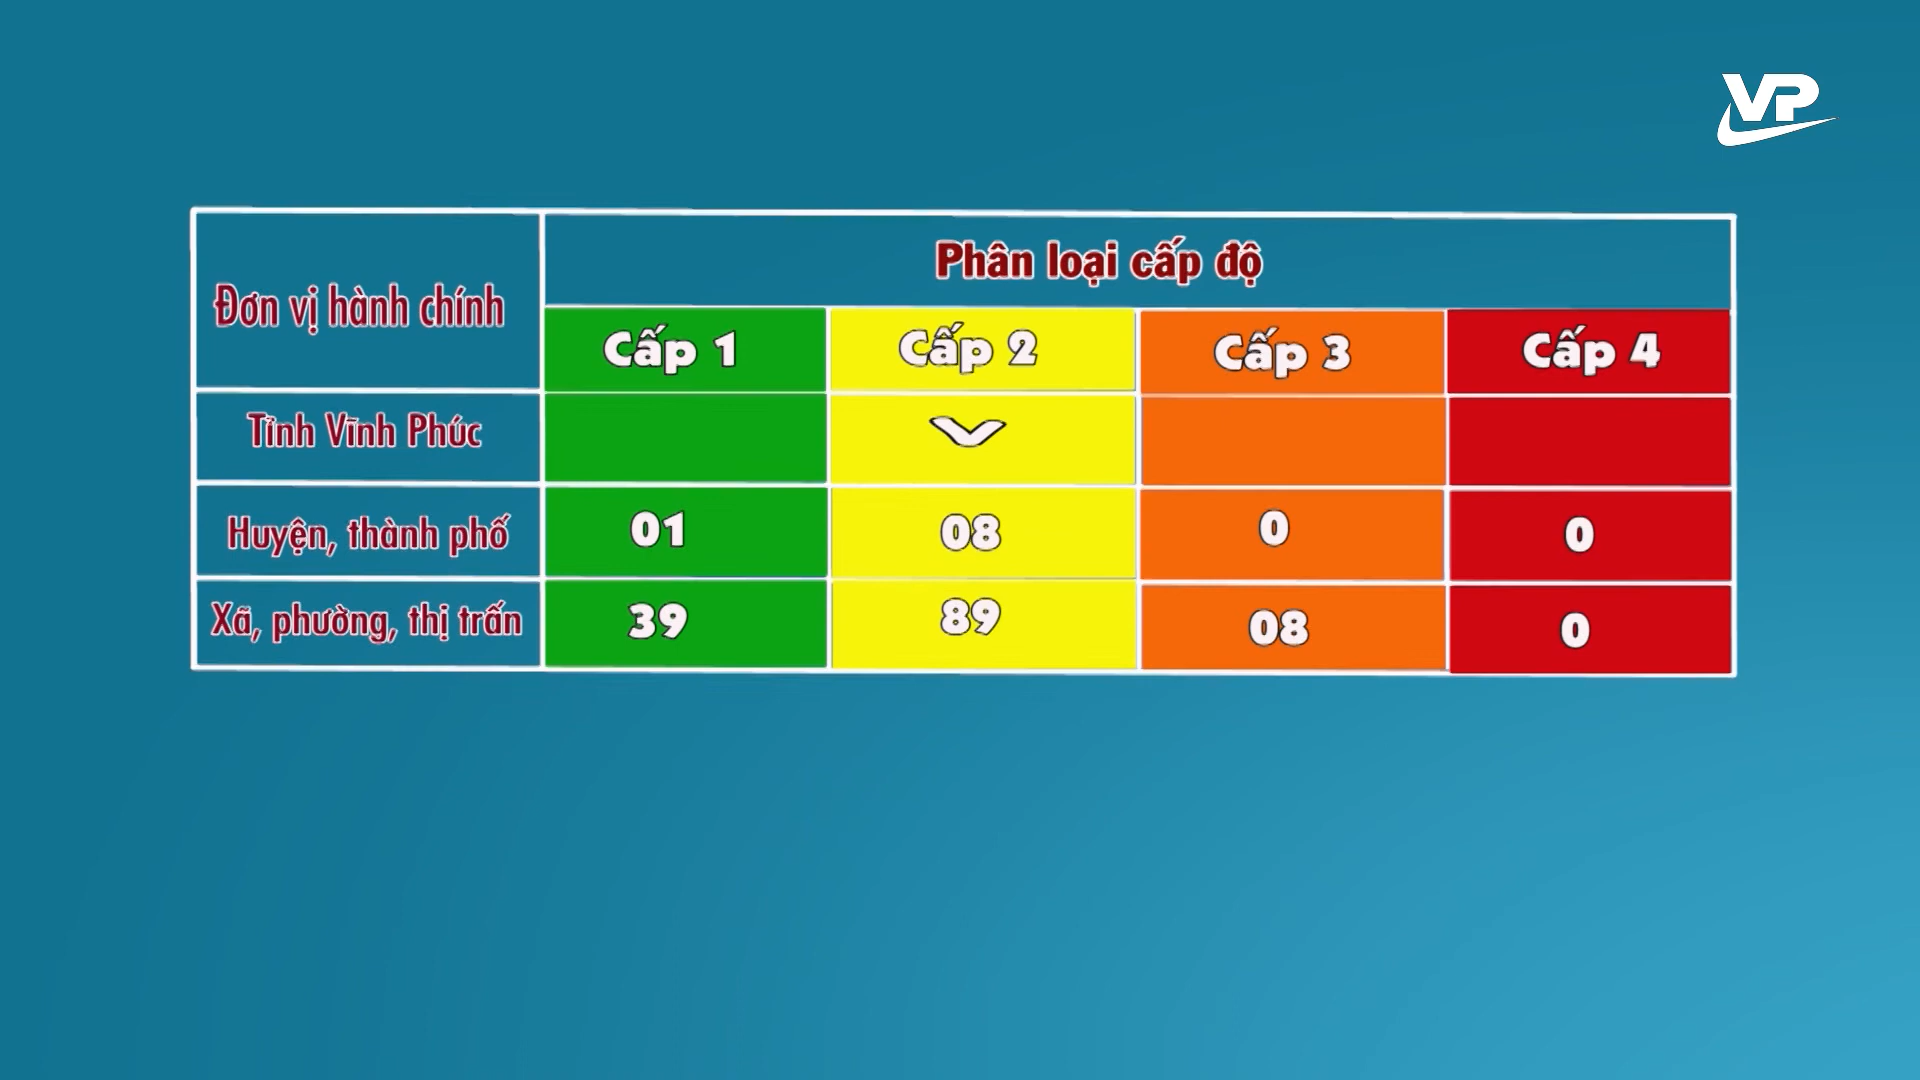 VP
Đơn vị hành chính
Phân loại cấp độ
Cấp 1
Cấp 2
Cấp 3
Cấp 4
Tỉnh Vĩnh Phúc
Huyện, thành phố
01
08
0
0
Xã, phường, thị trấn
39
89
08
0